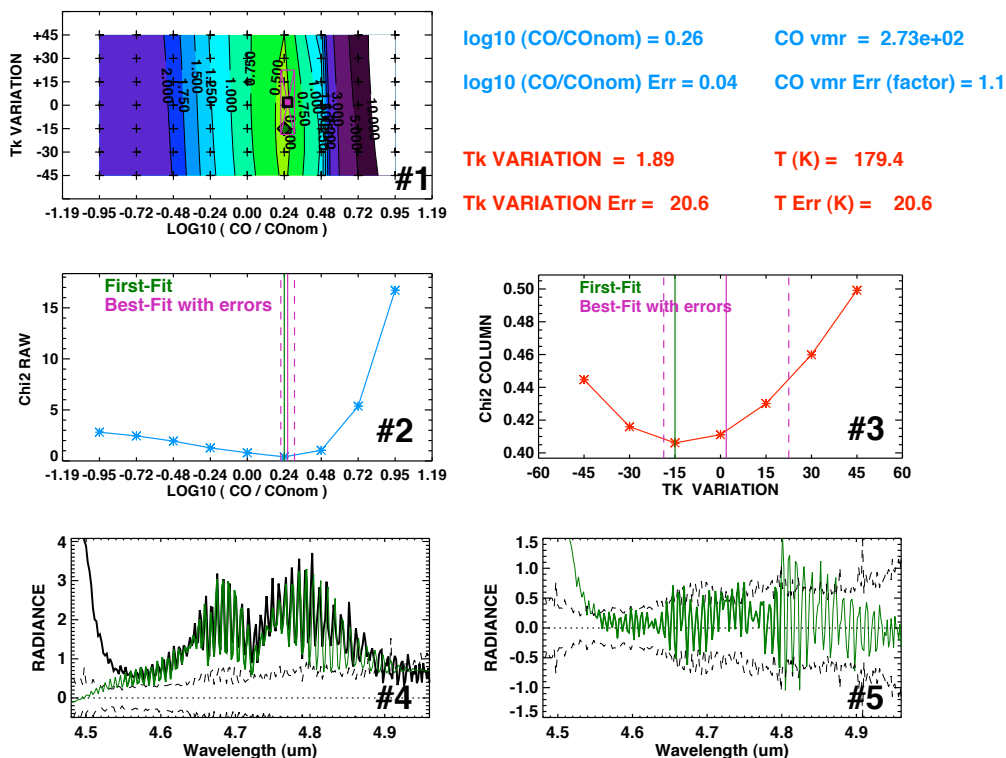 +45
+30
+15
0
-15
-30
-45
Tk VARIATION
2.000
1.750
1.500
1.250
1.000
0.750
0.500
0.750
1.000
3.000
5.000
10.000
#1
-1.19 -0.95 -0.72 -0.48 -0.24 0.00 0.24 0.48 0.72 0.95 1.19
LOG10 ( CO / COnom )
log10 (CO/COnom) = 0.26 CO vmr = 2.73e+02
log10 (CO/COnom) Err = 0.04 CO vmr Err (factor) = 1.1
Tk VARIATION = 1.89 T (K) = 179.4
Tk VARIATION Err = 20.6 T Err (K) = 20.6
First-Fit
Best-Fit with errors
15
10
5
0
Chi2 RAW
#2
-1.19 -0.95 -0.72 -0.48 -0.24 0.00 0.24 0.48 0.72 0.95 1.19
LOG10 ( CO / COnom )
First-Fit
Best-Fit with errors
0.50
0.48
0.46
0.44
0.42
0.40
Chi2 COLUMN
#3
-60 -45 -30 -15 0 15 30 45 60
TK VARIATION
4
3
2
1
0
RADIANCE
#4
4.5 4.6 4.7 4.8 4.9
Wavelength (um)
1.5
1.0
0.5
0.0
-0.5
-1.0
-1.5
RADIANCE
#5
4.5 4.6 4.7 4.8 4.9
Wavelength (um)